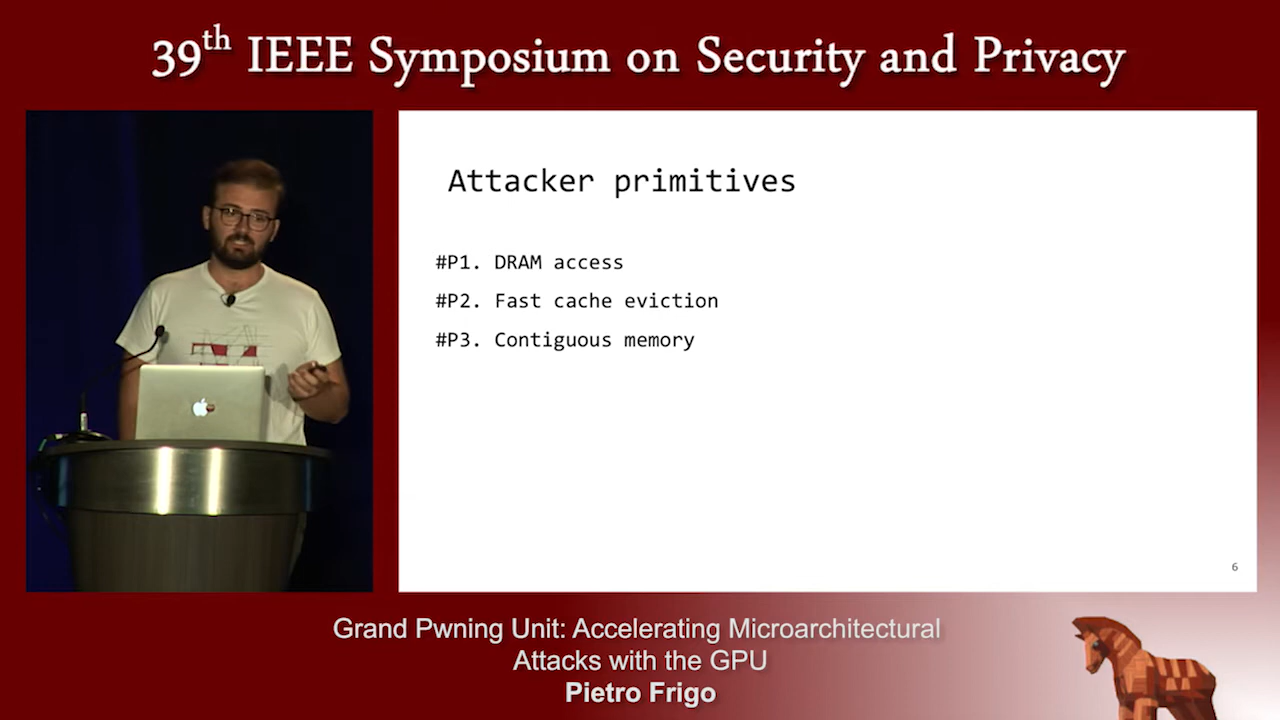 39th IEEE Symposium on Security and Privacy
Attacker primitives
#P1. DRAM access
#P2. Fast cache eviction
#P3. Contiguous memory
6
Grand Pwning Unit: Accelerating Microarchitectural
Attacks with the GPU
Pietro Frigo